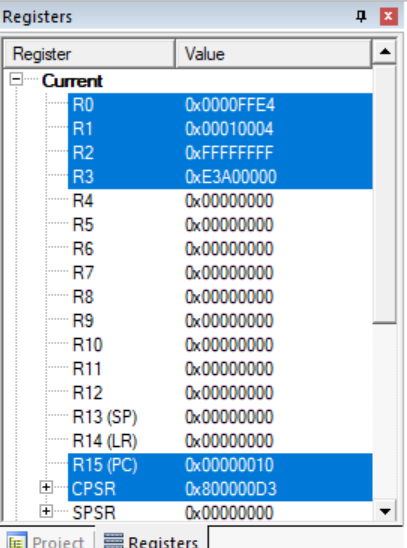 Registers
Register Value
Current
R0 0x0000FFE4
R1 0x00010004
R2 0xFFFFFFFF
R3 0xE3A00000
R4 0x00000000
R5 0x00000000
R6 0x00000000
R7 0x00000000
R8 0x00000000
R9 0x00000000
R10 0x00000000
R11 0x00000000
R12 0x00000000
R13 (SP) 0x00000000
R14 (LR) 0x00000000
R15 (PC) 0x00000010
CPSR 0x800000D3
SPSR 0x00000000
Project Registers